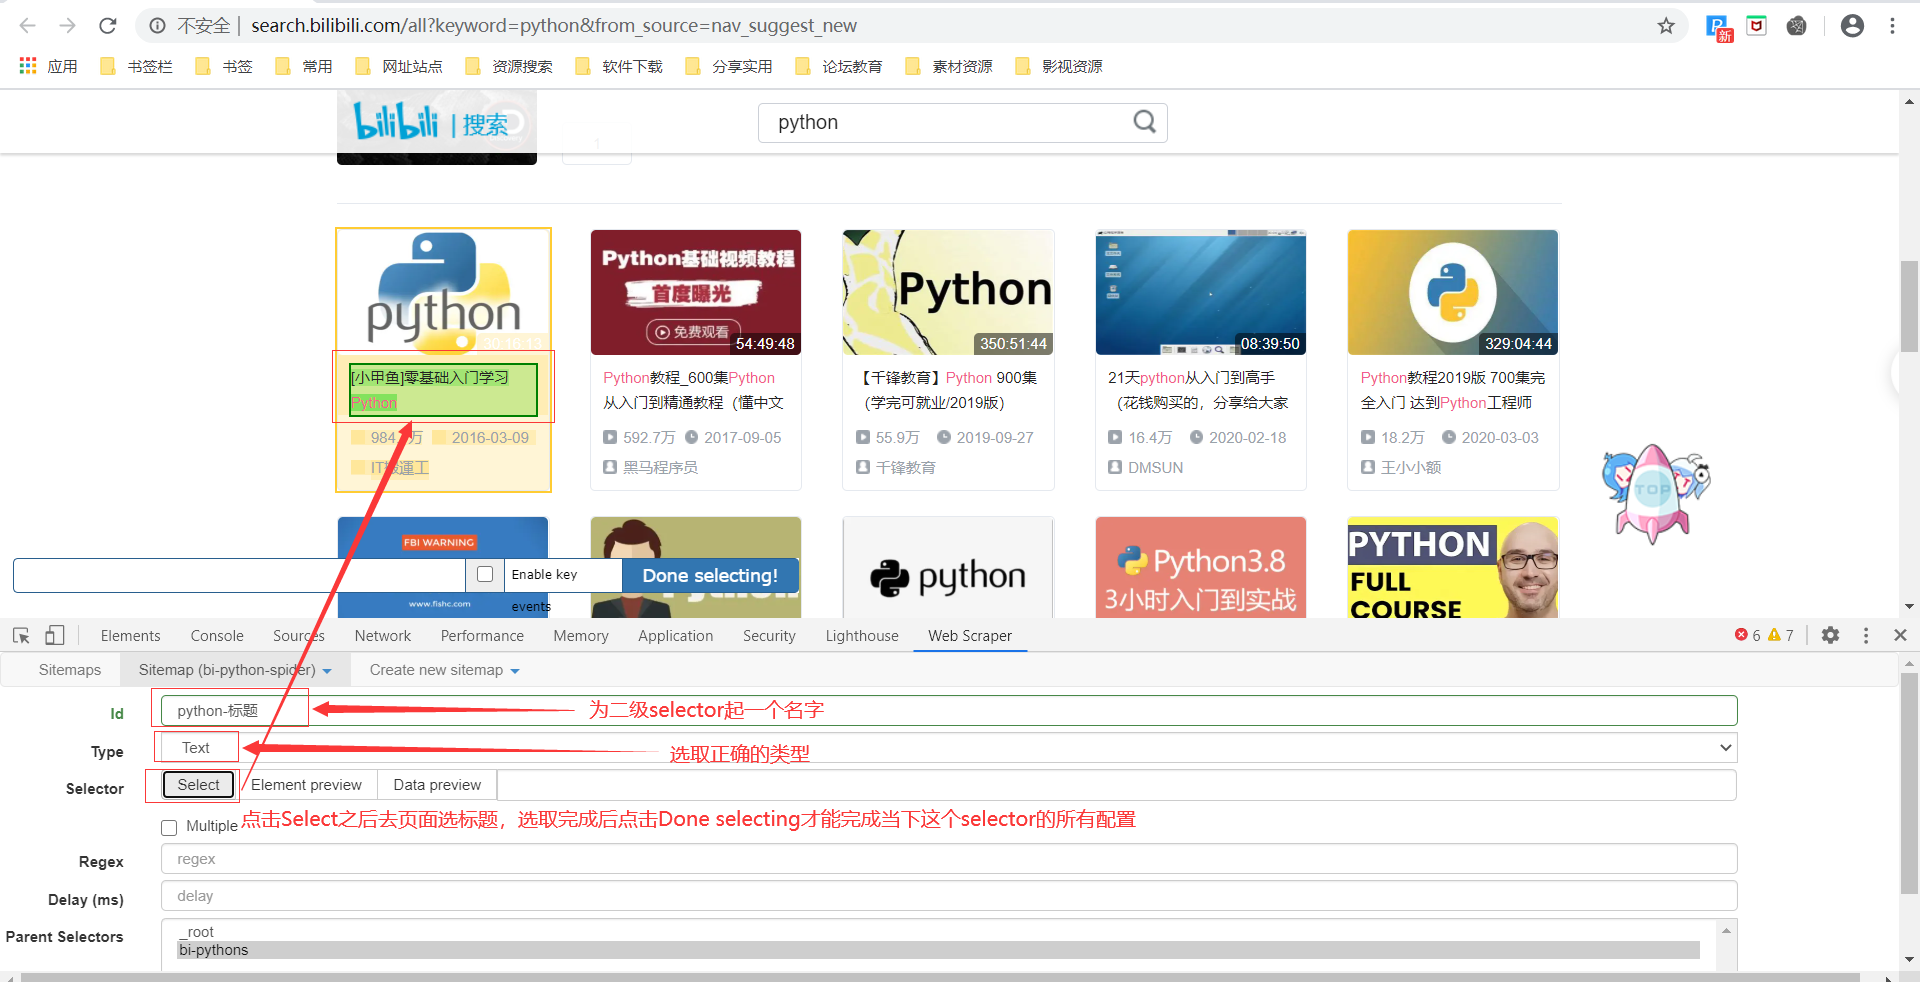 不安全 | search.bilibili.com/all?keyword=python&from_source=nav_suggest_new
新
应用 书签栏 书签 常用 网址站点 资源搜索 软件下载 分享实用 论坛教育 素材资源 影视资源
bilibili | 搜索
python
1
python
30:16:13
[小甲鱼]零基础入门学习
Python
984 万 2016-03-09
IT搬運工
Python基础视频教程
首度曝光
免费观看
54:49:48
Python教程_600集Python
从入门到精通教程（懂中文
592.7万 2017-09-05
黑马程序员
Python
350:51:44
【千锋教育】Python 900集
（学完可就业/2019版）
55.9万 2019-09-27
千锋教育
08:39:50
21天python从入门到高手
（花钱购买的，分享给大家
16.4万 2020-02-18
DMSUN
329:04:44
Python教程2019版 700集完
全入门 达到Python工程师
18.2万 2020-03-03
王小小额
TOP
FBI WARNING
www.fishc.com
python
Python3.8
3小时入门到实战
PYTHON
FULL
COURSE
Enable key
events
Done selecting!
Elements Console Sources Network Performance Memory Application Security Lighthouse Web Scraper
6 7
Sitemaps Sitemap (bi-python-spider) Create new sitemap
Id python-标题 为二级selector起一个名字
Type Text 选取正确的类型
Selector Select Element preview Data preview
Multiple 点击Select之后去页面选标题，选取完成后点击Done selecting才能完成当下这个selector的所有配置
Regex regex
Delay (ms) delay
Parent Selectors _root
bi-pythons